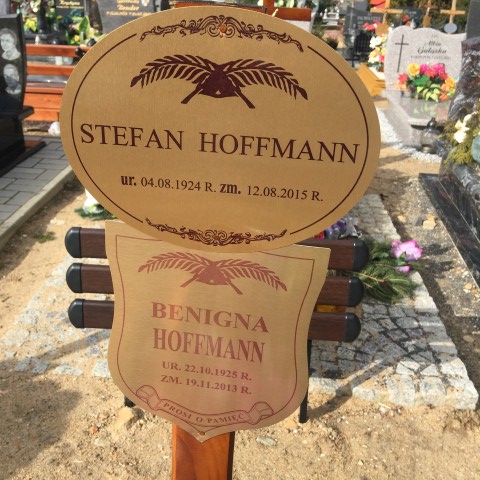 STEFAN HOFFMANN
ur. 04.08.1924 R. zm. 12.08.2015 R.
BENIGNA
HOFFMANN
UR. 22.10.1925 R.
ZM. 19.11.2013 R.
PROSI O PAMIĘĆ